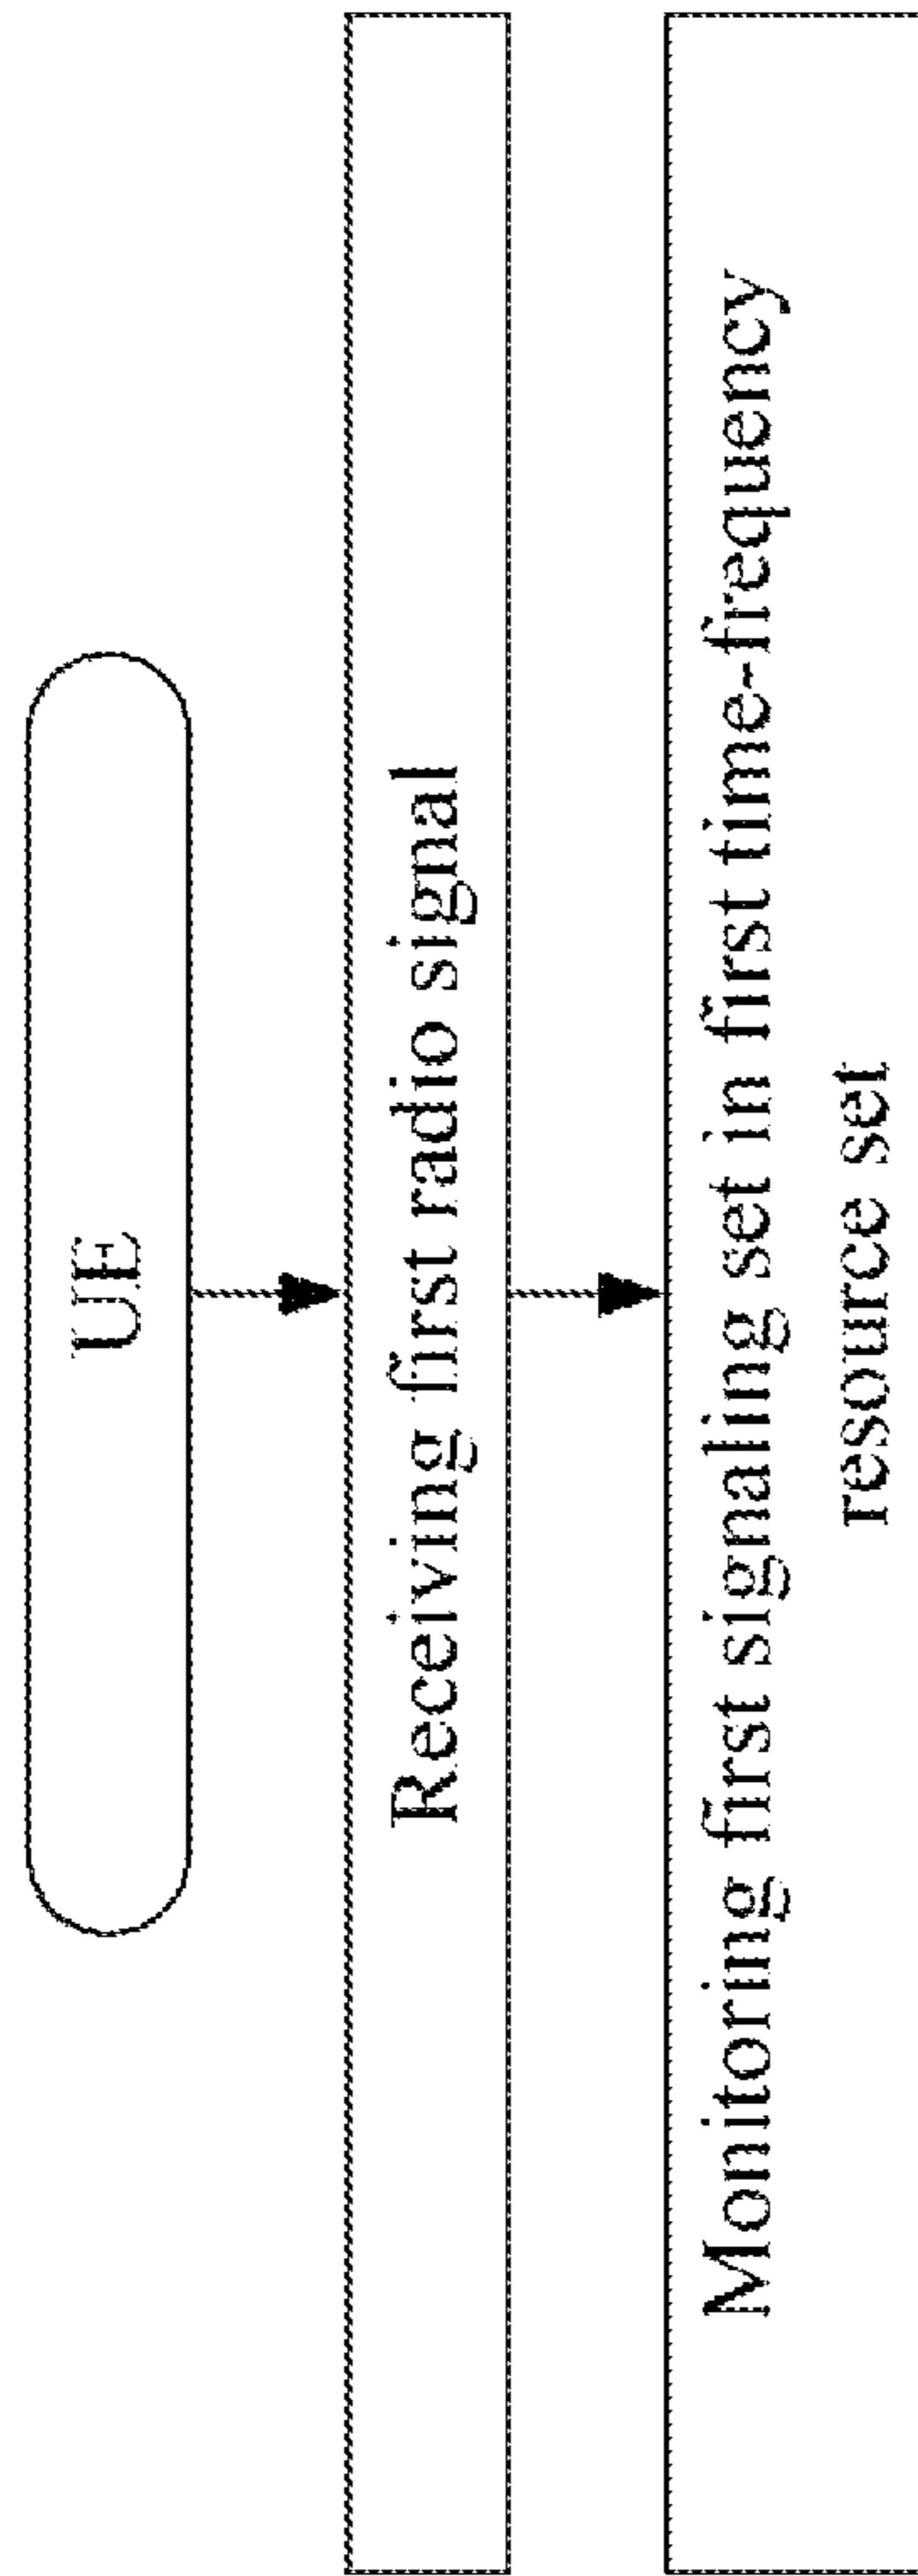 UE
Receiving first radio signal
Monitoring first signaling set in first time-frequency
resource set